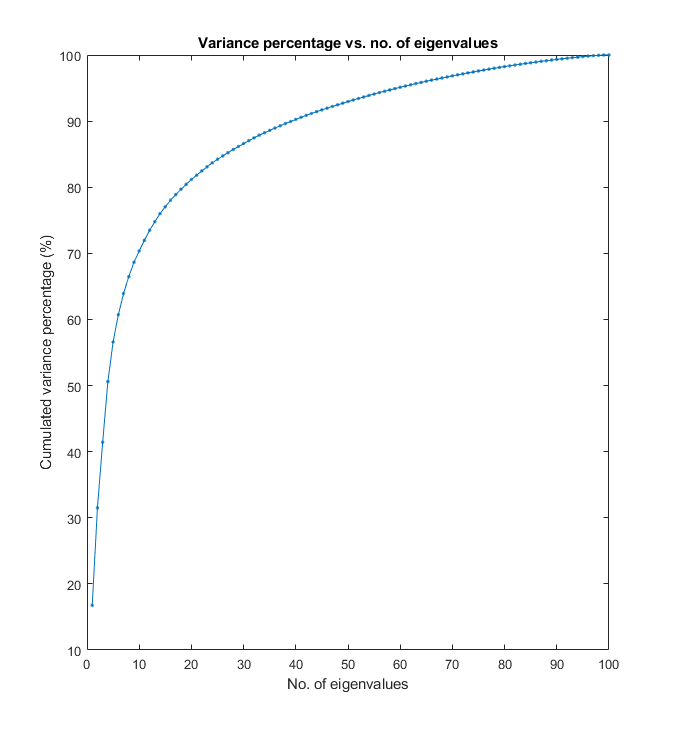 Variance percentage vs. no. of eigenvalues
100
90
80
70
60
50
40
30
20
10
Cumulated variance percentage (%)
0 10 20 30 40 50 60 70 80 90 100
No. of eigenvalues